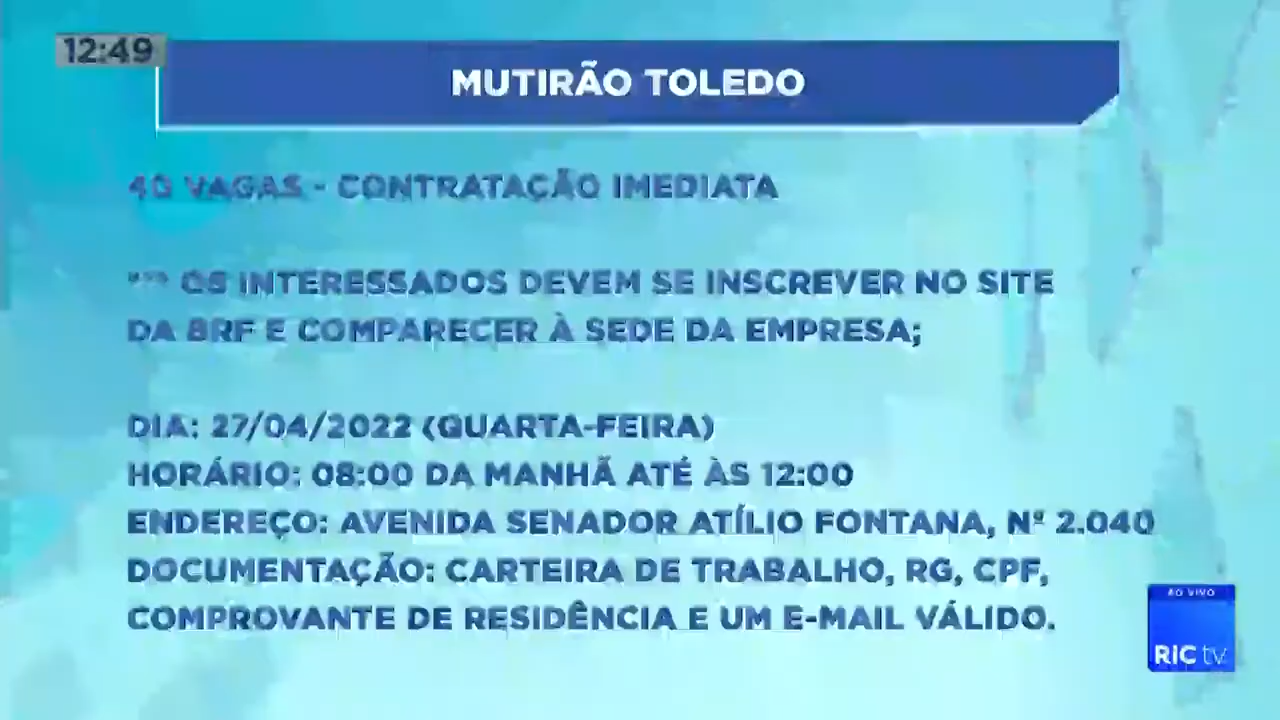 12:49
MUTIRÃO TOLEDO
40 VAGAS - CONTRATAÇÃO IMEDIATA
*** OS INTERESSADOS DEVEM SE INSCREVER NO SITE
DA BRF E COMPARECER À SEDE DA EMPRESA;
DIA: 27/04/2022 (QUARTA-FEIRA)
HORÁRIO: 08:00 DA MANHÃ ATÉ ÀS 12:00
ENDEREÇO: AVENIDA SENADOR ATÍLIO FONTANA, Nº 2.040
DOCUMENTAÇÃO: CARTEIRA DE TRABALHO, RG, CPF,
COMPROVANTE DE RESIDÊNCIA E UM E-MAIL VÁLIDO.
AO VIVO
RIC tv